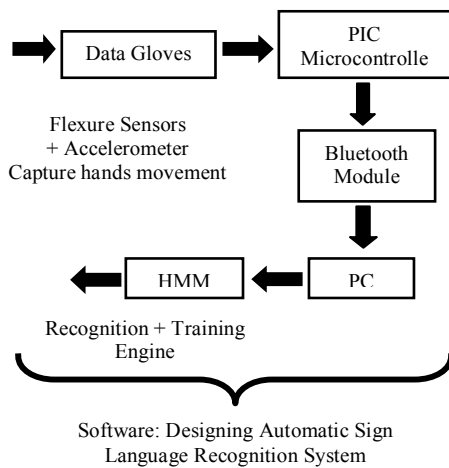 Data Gloves
PIC
Microcontrolle
Flexure Sensors
+ Accelerometer
Capture hands movement
Bluetooth
Module
HMM
PC
Recognition + Training
Engine
Software: Designing Automatic Sign
Language Recognition System